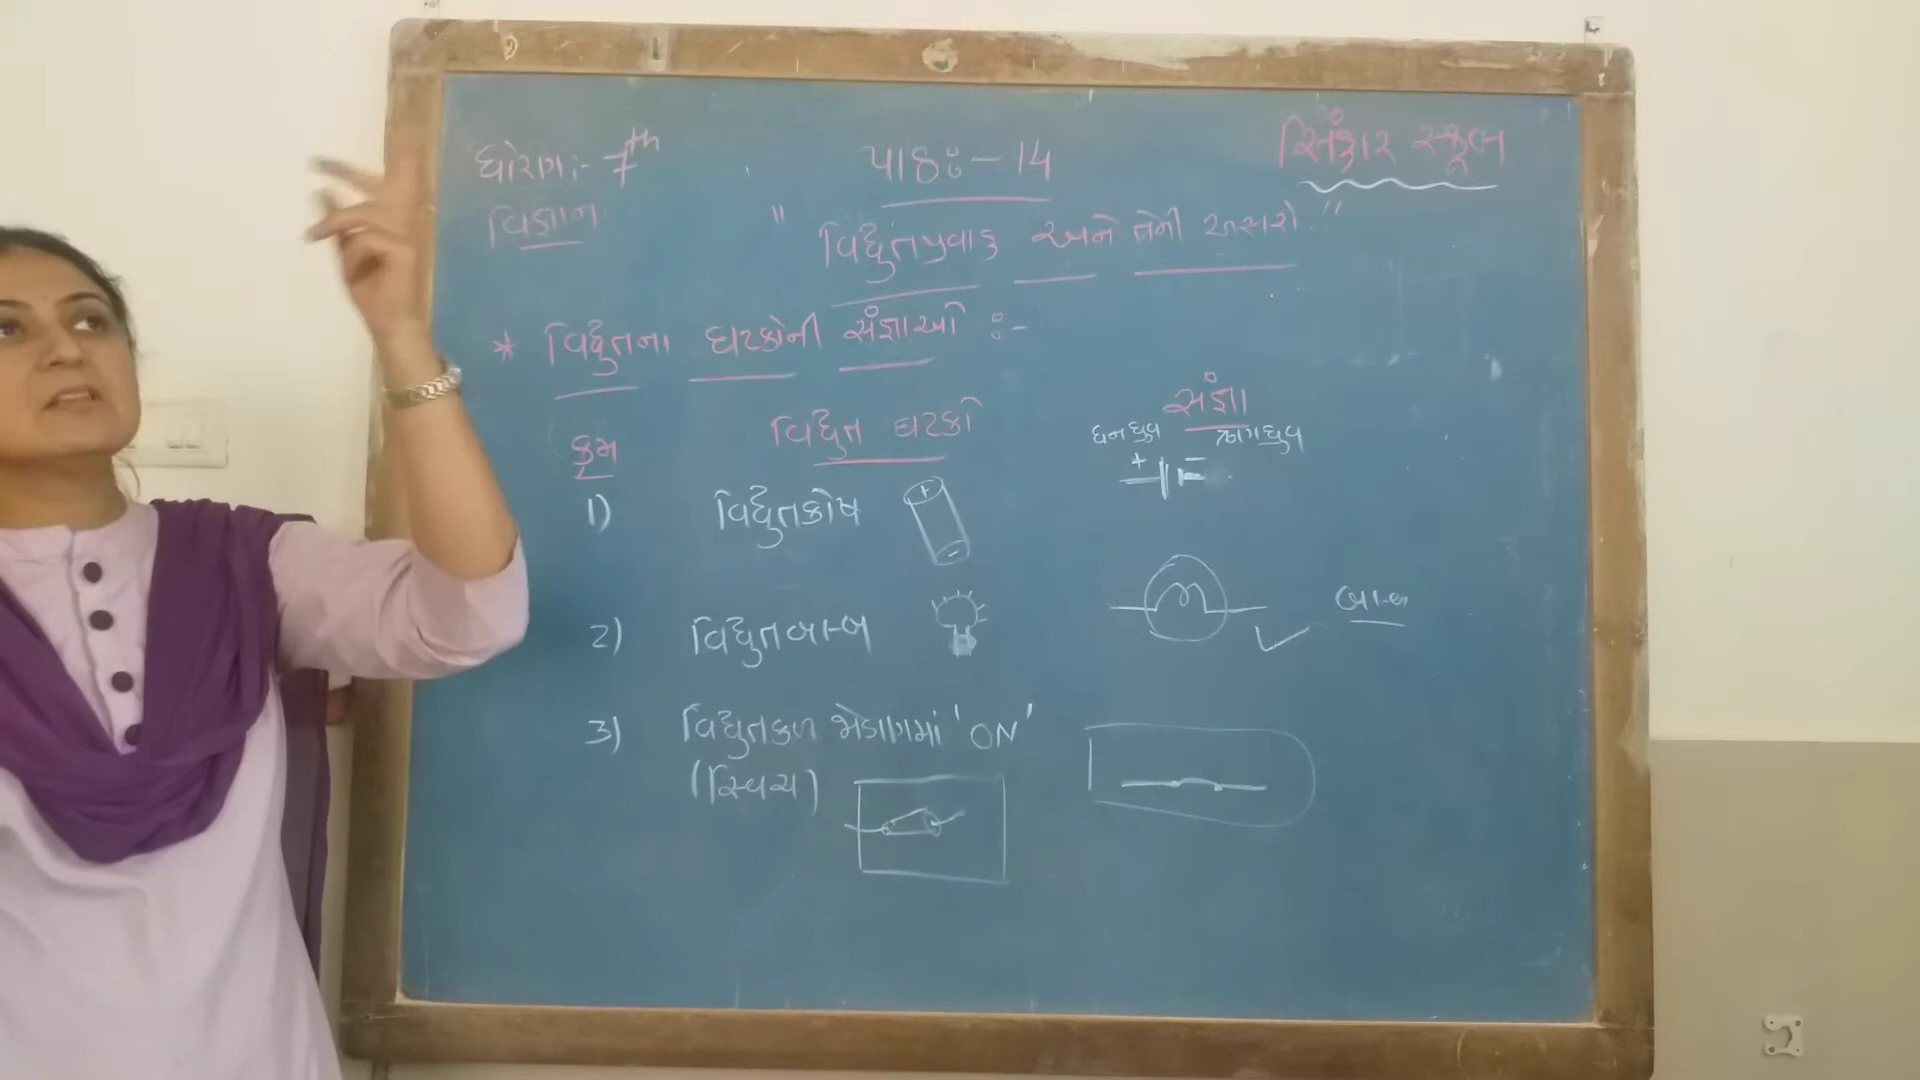 ધોરણ:- 7th
પાઠઃ- 14
સિંકાર સ્કૂલ
વિજ્ઞાન
" વિદ્યુતપ્રવાહ અને તેની અસરો "
* વિદ્યુતના ઘટકોની સંજ્ઞાઓ :-
ક્રમ વિદ્યુત ઘટકો સંજ્ઞા
ધનધ્રુવ ઋણધ્રુવ
+ -
1) વિદ્યુતકોષ + -
2) વિદ્યુતબલ્બ બલ્બ
3) વિદ્યુતકળ જોડાણમાં 'ON'
(સ્વિચ)